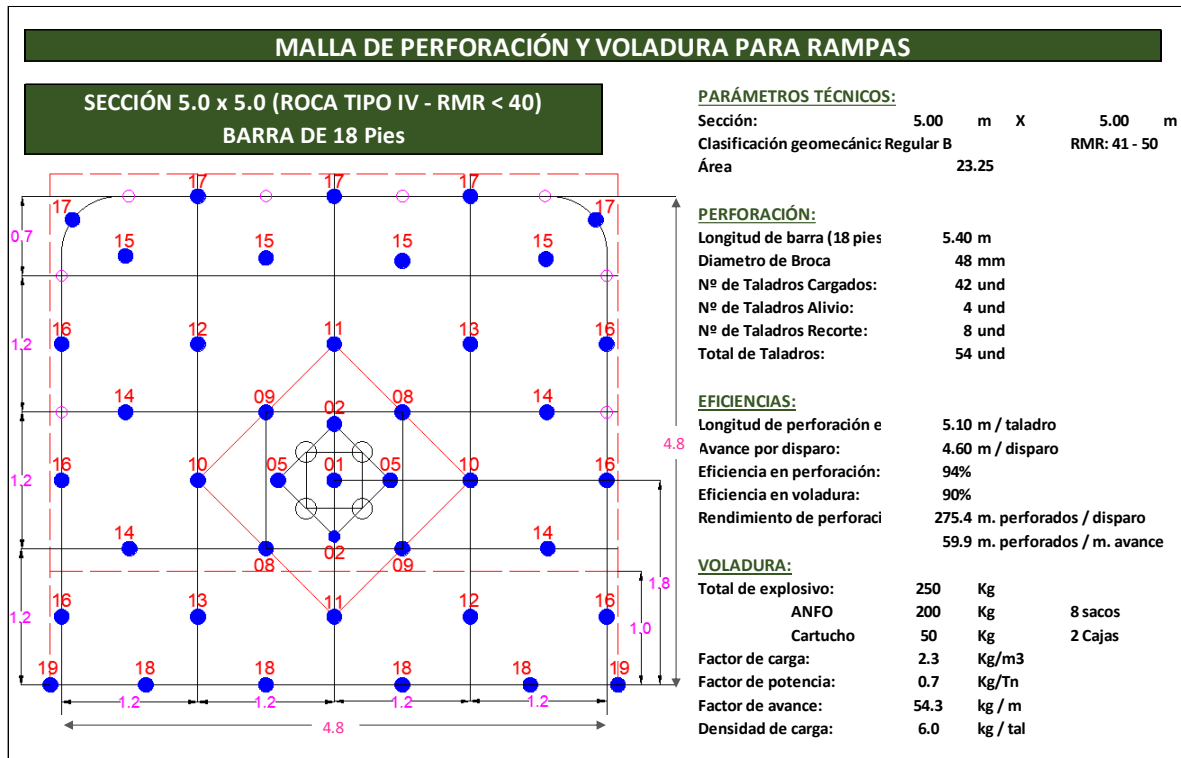 MALLA DE PERFORACIÓN Y VOLADURA PARA RAMPAS
SECCIÓN 5.0 x 5.0 (ROCA TIPO IV - RMR < 40)
BARRA DE 18 Pies
17 17 17
17 17
0.7
15 15 15 15
16 12 11 13 16
1.2
14 09 08 14
02
4.8
05 01 05
16 10 10 16
1.2
14 08 02 09 14
1.8
16 13 11 12 16
1.2
1.0
19 18 18 18 18 19
1.2 1.2 1.2 1.2
4.8
PARÁMETROS TÉCNICOS:
Sección: 5.00 m X 5.00 m
Clasificación geomecánica Regular B RMR: 41 - 50
Área 23.25
PERFORACIÓN:
Longitud de barra (18 pies 5.40 m
Diametro de Broca 48 mm
Nº de Taladros Cargados: 42 und
Nº de Taladros Alivio: 4 und
Nº de Taladros Recorte: 8 und
Total de Taladros: 54 und
EFICIENCIAS:
Longitud de perforación e 5.10 m / taladro
Avance por disparo: 4.60 m / disparo
Eficiencia en perforación: 94%
Eficiencia en voladura: 90%
Rendimiento de perforaci 275.4 m. perforados / disparo
59.9 m. perforados / m. avance
VOLADURA:
Total de explosivo: 250 Kg
ANFO 200 Kg 8 sacos
Cartucho 50 Kg 2 Cajas
Factor de carga: 2.3 Kg/m3
Factor de potencia: 0.7 Kg/Tn
Factor de avance: 54.3 kg / m
Densidad de carga: 6.0 kg / tal